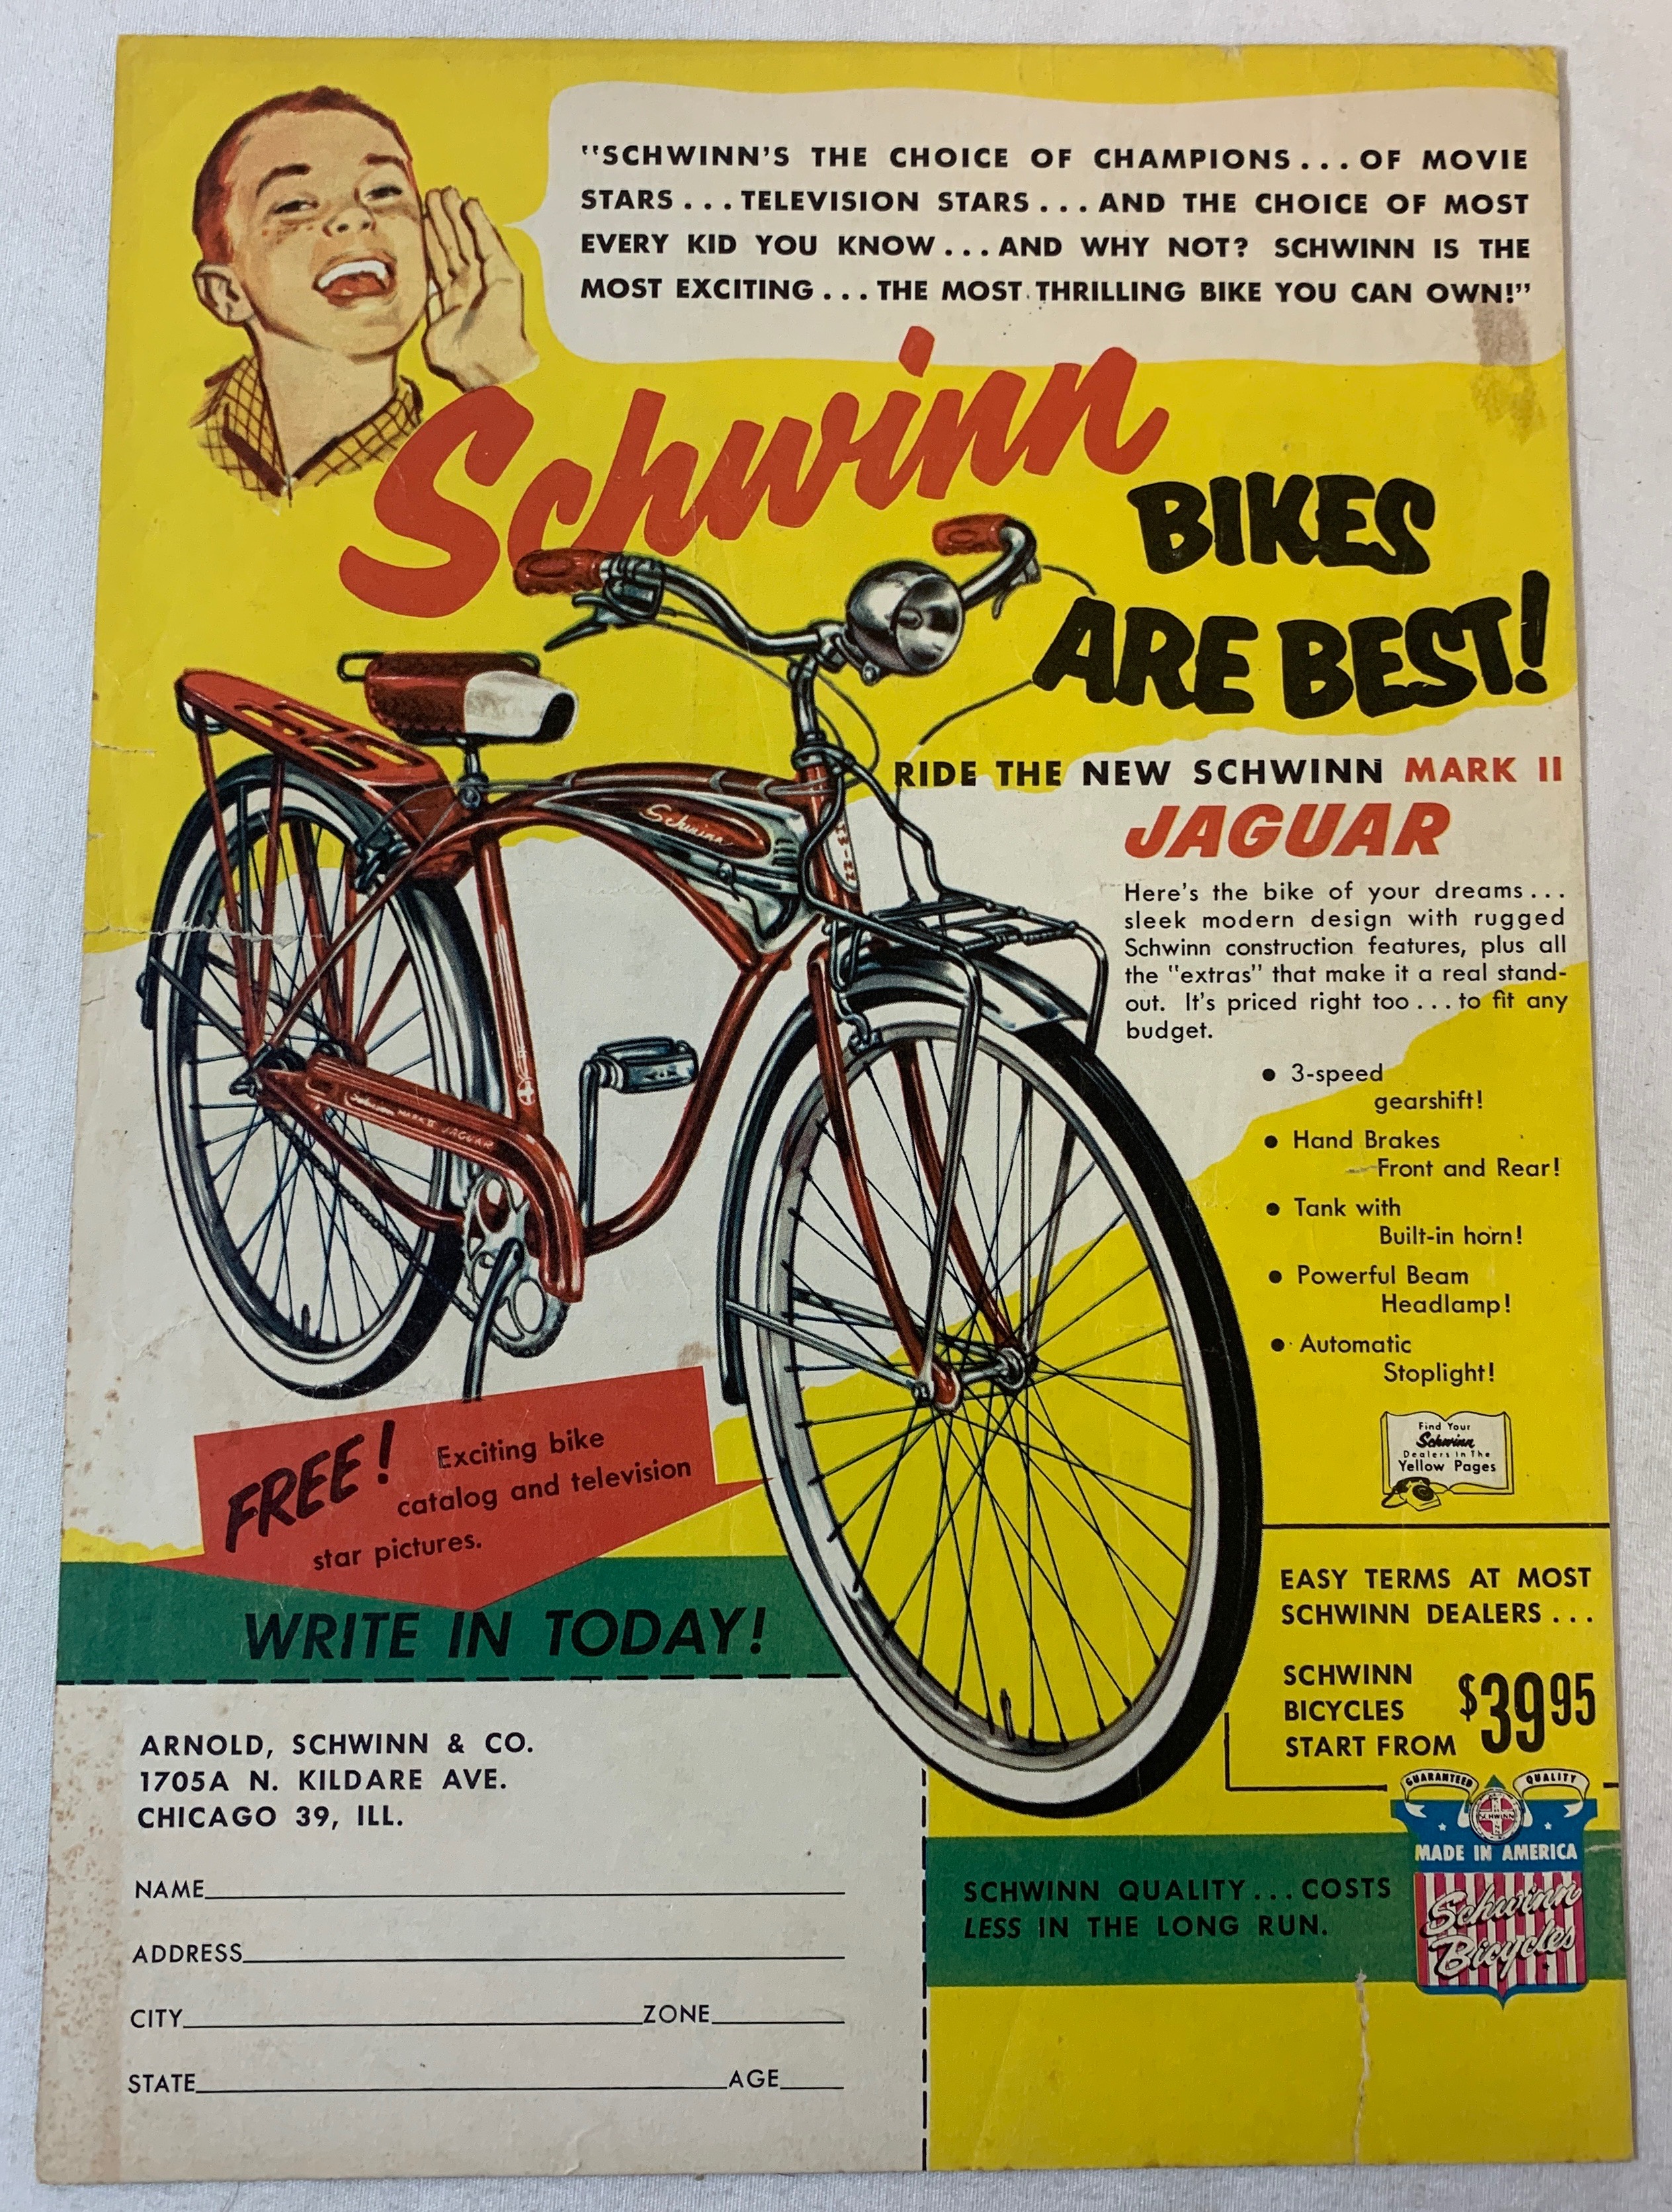 "SCHWINN'S THE CHOICE OF CHAMPIONS...OF MOVIE
STARS...TELEVISION STARS...AND THE CHOICE OF MOST
EVERY KID YOU KNOW...AND WHY NOT? SCHWINN IS THE
MOST EXCITING...THE MOST THRILLING BIKE YOU CAN OWN!"
Schwinn
BIKES
ARE BEST!
RIDE THE NEW SCHWINN MARK II
JAGUAR
Schwinn
Here's the bike of your dreams...
sleek modern design with rugged
Schwinn construction features, plus all
the "extras" that make it a real stand-
out. It's priced right too...to fit any
budget.
• 3-speed
gearshift!
• Hand Brakes
Front and Rear!
• Tank with
Built-in horn!
• Powerful Beam
Headlamp!
• Automatic
Stoplight!
Schwinn MARK II JAGUAR
Find Your
Schwinn
Dealers In The
Yellow Pages
FREE! Exciting bike
catalog and television
star pictures.
WRITE IN TODAY!
EASY TERMS AT MOST
SCHWINN DEALERS...
SCHWINN
BICYCLES
START FROM $39.95
ARNOLD, SCHWINN & CO.
1705A N. KILDARE AVE.
CHICAGO 39, ILL.
NAME
ADDRESS
CITY ZONE
STATE AGE
SCHWINN QUALITY...COSTS
LESS IN THE LONG RUN.
GUARANTEED QUALITY
SCHWINN
MADE IN AMERICA
Schwinn
Bicycles